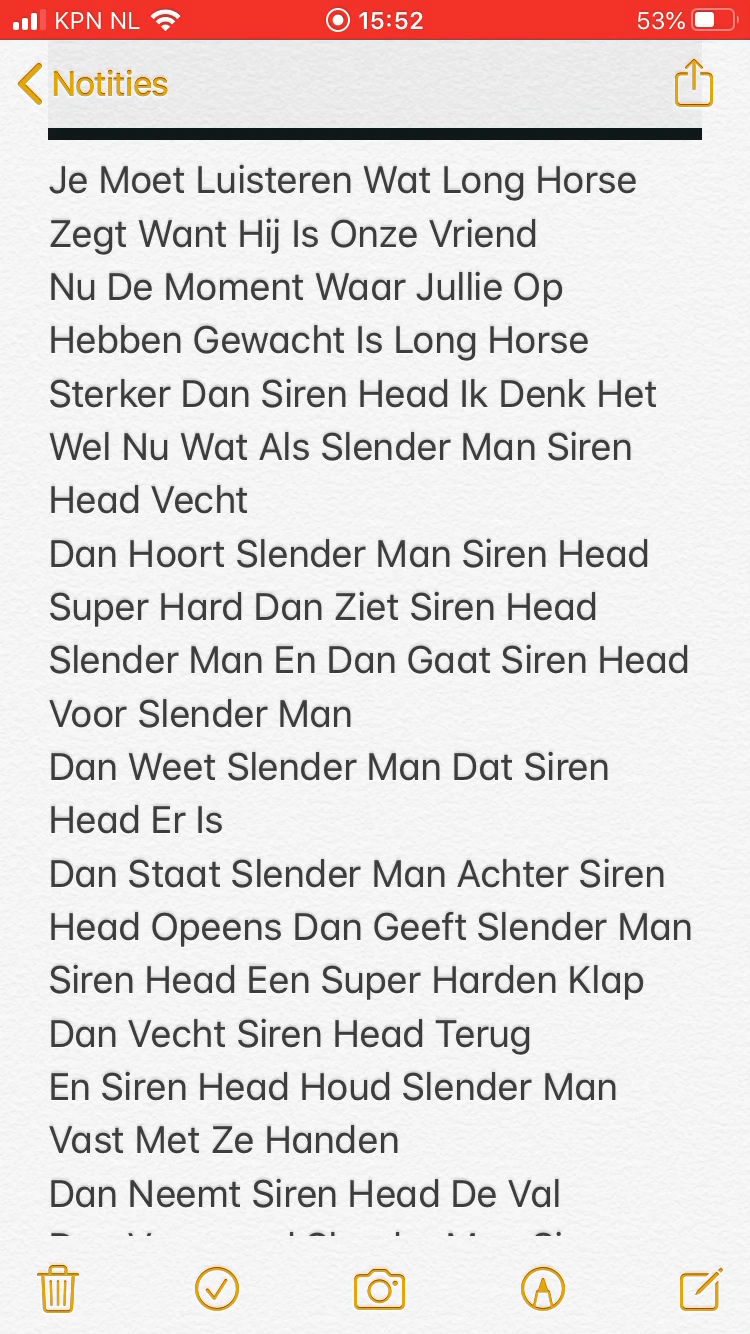 KPN NL 15:52 53%
Notities
Je Moet Luisteren Wat Long Horse
Zegt Want Hij Is Onze Vriend
Nu De Moment Waar Jullie Op
Hebben Gewacht Is Long Horse
Sterker Dan Siren Head Ik Denk Het
Wel Nu Wat Als Slender Man Siren
Head Vecht
Dan Hoort Slender Man Siren Head
Super Hard Dan Ziet Siren Head
Slender Man En Dan Gaat Siren Head
Voor Slender Man
Dan Weet Slender Man Dat Siren
Head Er Is
Dan Staat Slender Man Achter Siren
Head Opeens Dan Geeft Slender Man
Siren Head Een Super Harden Klap
Dan Vecht Siren Head Terug
En Siren Head Houd Slender Man
Vast Met Ze Handen
Dan Neemt Siren Head De Val